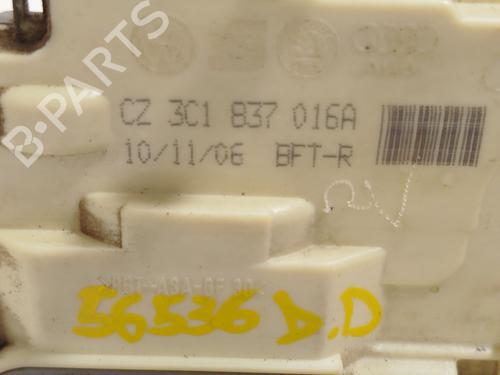 B-PARTS
CZ 3C1 837 016A
10/11/06 BFT-R
56536 D.D